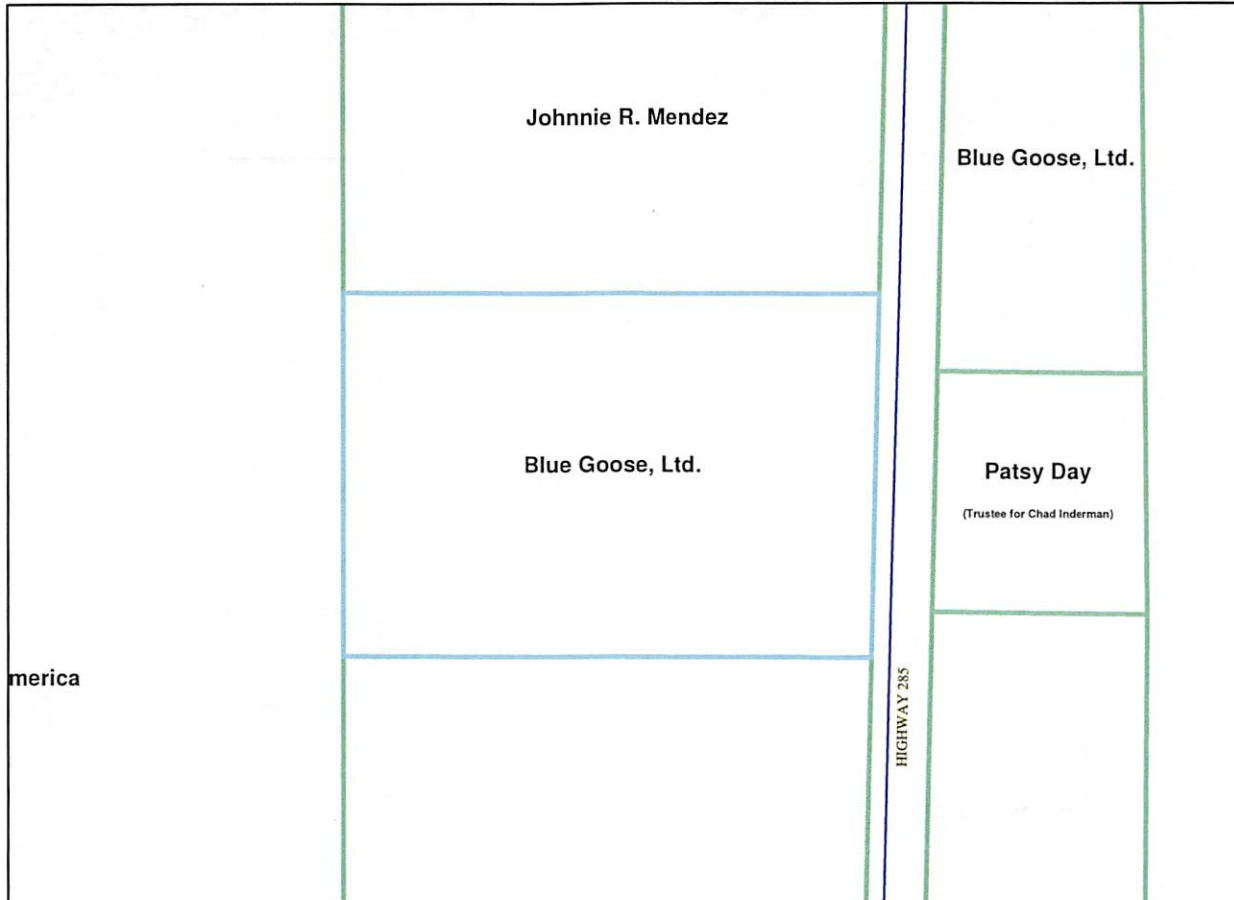 Johnnie R. Mendez
Blue Goose, Ltd.
Blue Goose, Ltd.
Patsy Day
(Trustee for Chad Inderman)
merica
HIGHWAY 285